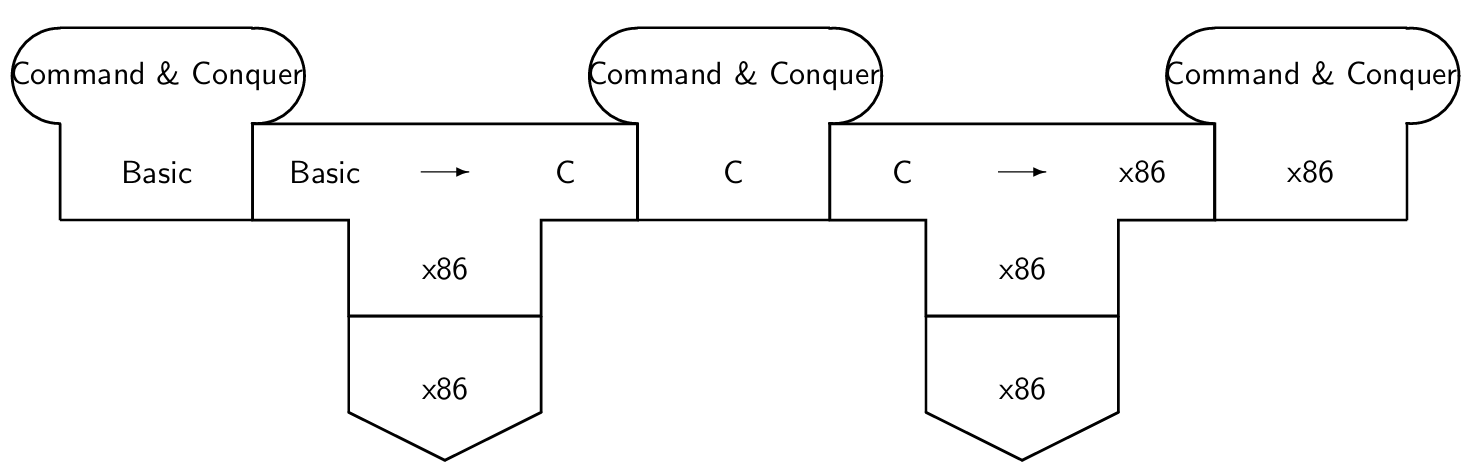 Command & Conquer Command & Conquer Command & Conquer
Basic Basic C C C x86 x86
x86 x86
x86 x86